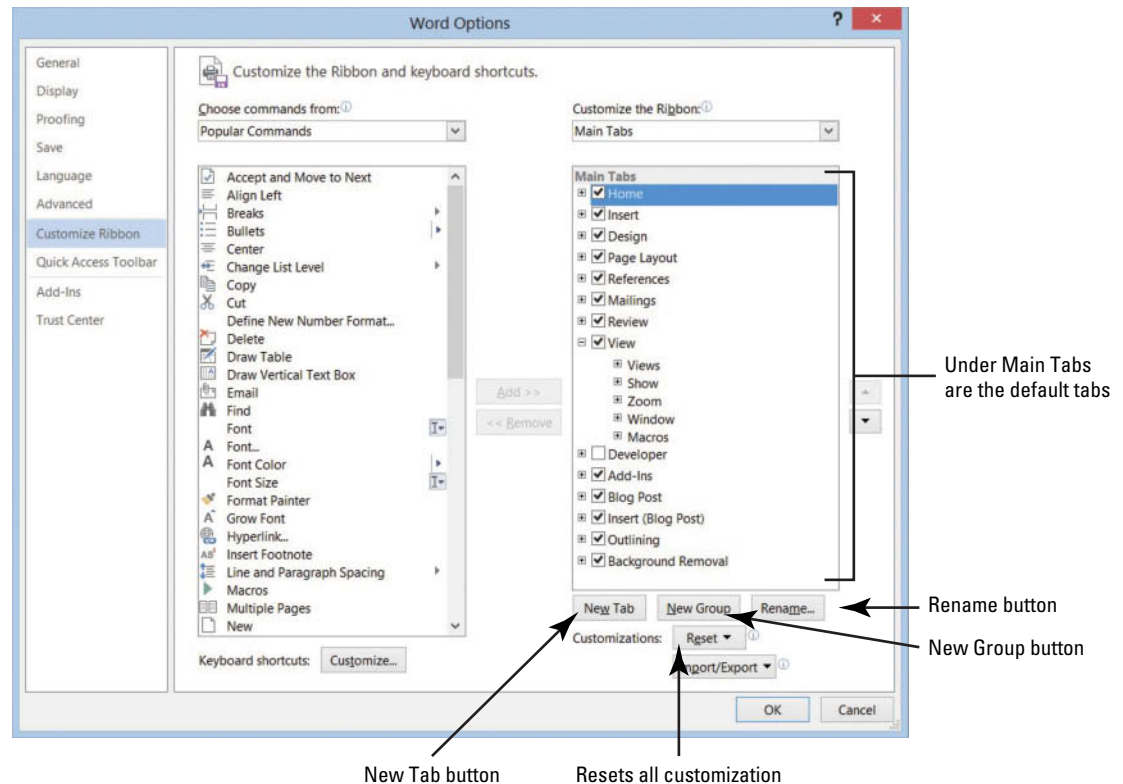 Word Options
?
General
Display
Proofing
Save
Language
Advanced
Customize Ribbon
Quick Access Toolbar
Add-Ins
Trust Center
Customize the Ribbon and keyboard shortcuts.
Choose commands from:
Popular Commands
Accept and Move to Next
Align Left
Breaks
Bullets
Center
Change List Level
Copy
Cut
Define New Number Format...
Delete
Draw Table
Draw Vertical Text Box
Email
Find
Font
Font...
Font Color
Font Size
Format Painter
Grow Font
Hyperlink...
Insert Footnote
Line and Paragraph Spacing
Macros
Multiple Pages
New
Keyboard shortcuts: Customize...
Add >>
<< Remove
Customize the Ribbon:
Main Tabs
Main Tabs
Home
Insert
Design
Page Layout
References
Mailings
Review
View
Views
Show
Zoom
Window
Macros
Developer
Add-Ins
Blog Post
Insert (Blog Post)
Outlining
Background Removal
New Tab New Group Rename...
Customizations: Reset
Import/Export
OK Cancel
Under Main Tabs
are the default tabs
Rename button
New Group button
New Tab button
Resets all customization